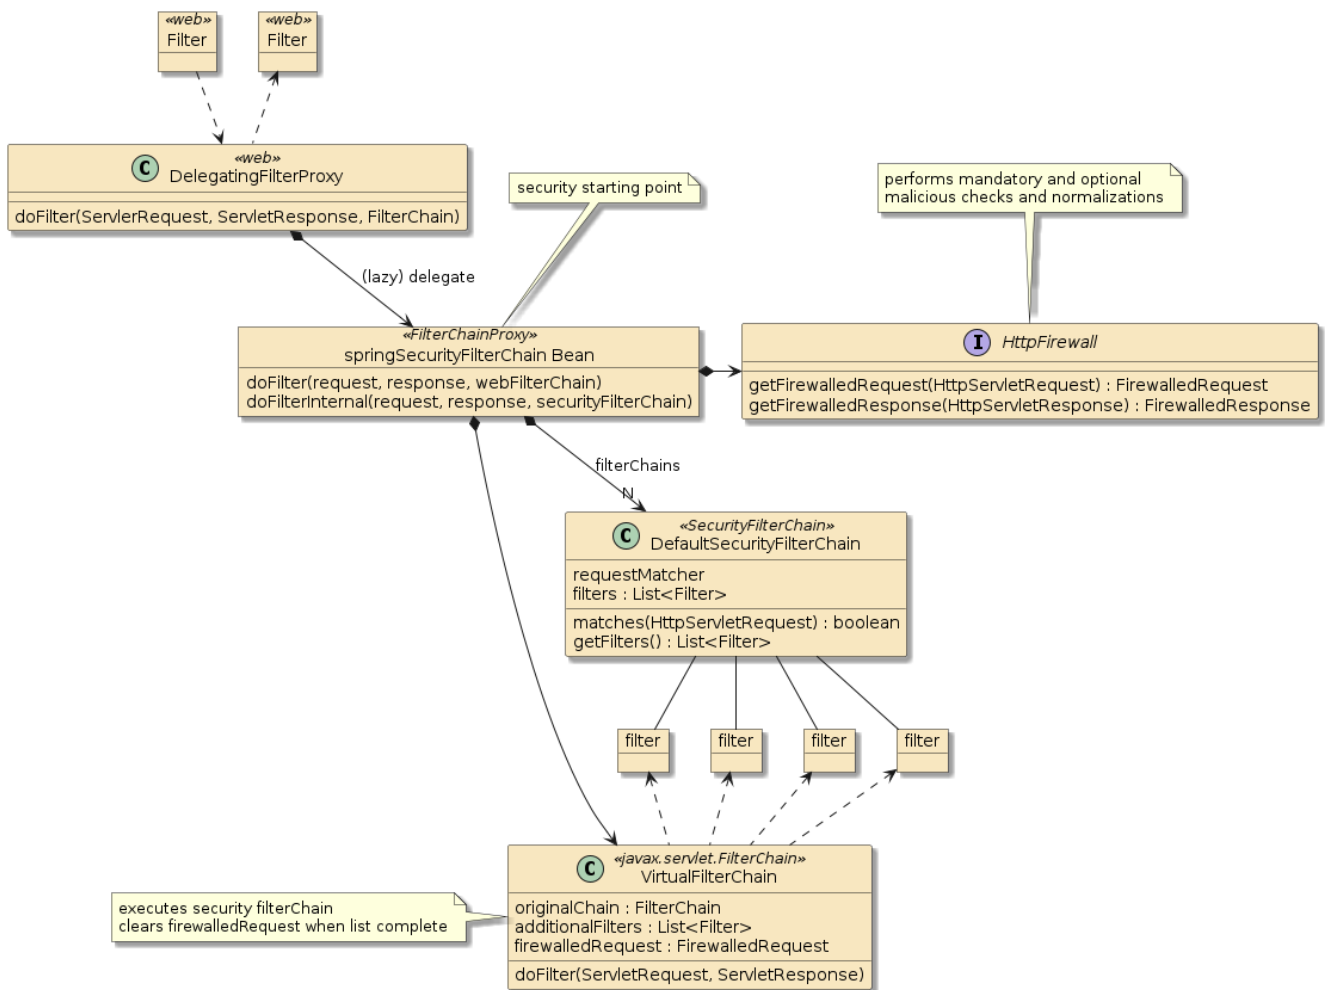 «web»
Filter
«web»
Filter
C
«web»
DelegatingFilterProxy
doFilter(ServlerRequest, ServletResponse, FilterChain)
security starting point
performs mandatory and optional
malicious checks and normalizations
(lazy) delegate
«FilterChainProxy»
springSecurityFilterChain Bean
doFilter(request, response, webFilterChain)
doFilterInternal(request, response, securityFilterChain)
I
HttpFirewall
getFirewalledRequest(HttpServletRequest) : FirewalledRequest
getFirewalledResponse(HttpServletResponse) : FirewalledResponse
filterChains
N
C
«SecurityFilterChain»
DefaultSecurityFilterChain
requestMatcher
filters : List<Filter>
matches(HttpServletRequest) : boolean
getFilters() : List<Filter>
filter
filter
filter
filter
C
«javax.servlet.FilterChain»
VirtualFilterChain
originalChain : FilterChain
additionalFilters : List<Filter>
firewalledRequest : FirewalledRequest
doFilter(ServletRequest, ServletResponse)
executes security filterChain
clears firewalledRequest when list complete